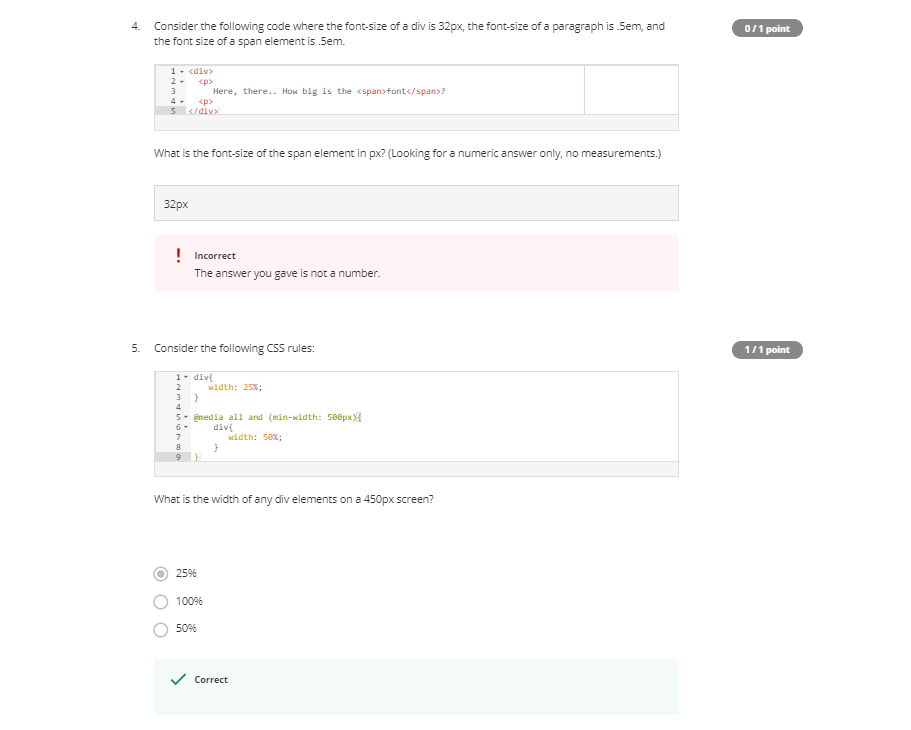 4. Consider the following code where the font-size of a div is 32px, the font-size of a paragraph is .5em, and
0 / 1 point
the font size of a span element is .5em.
1 <div>
2 <p>
3 Here, there.. How big is the <span>font</span>?
4 <p>
5 </div>
What is the font-size of the span element in px? (Looking for a numeric answer only, no measurements.)
32px
! Incorrect
The answer you gave is not a number.
5. Consider the following CSS rules:
1 / 1 point
1 div{
2 width: 25%;
3 }
4
5 @media all and (min-width: 500px){
6 div{
7 width: 50%;
8 }
9 }
What is the width of any div elements on a 450px screen?
25%
100%
50%
Correct